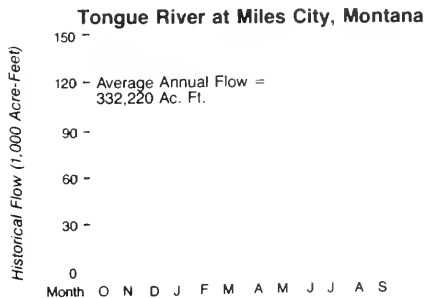 Tongue River at Miles City, Montana
Historical Flow (1,000 Acre-Feet)
150
120
Average Annual Flow =
332,220 Ac. Ft.
90
60
30
0
Month O N D J F M A M J J A S